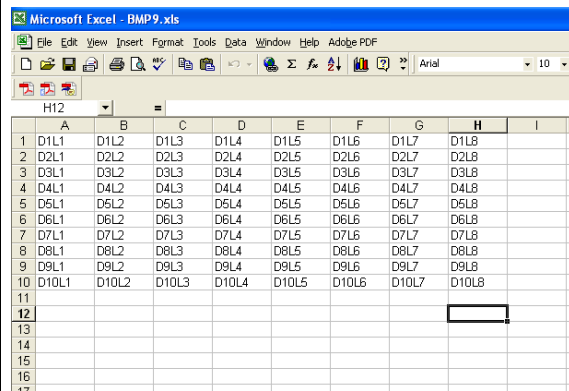 Microsoft Excel - BMP9.xls
File Edit View Insert Format Tools Data Window Help Adobe PDF
Σ fx Arial 10
H12 =
A B C D E F G H I
1 D1L1 D1L2 D1L3 D1L4 D1L5 D1L6 D1L7 D1L8
2 D2L1 D2L2 D2L3 D2L4 D2L5 D2L6 D2L7 D2L8
3 D3L1 D3L2 D3L3 D3L4 D3L5 D3L6 D3L7 D3L8
4 D4L1 D4L2 D4L3 D4L4 D4L5 D4L6 D4L7 D4L8
5 D5L1 D5L2 D5L3 D5L4 D5L5 D5L6 D5L7 D5L8
6 D6L1 D6L2 D6L3 D6L4 D6L5 D6L6 D6L7 D6L8
7 D7L1 D7L2 D7L3 D7L4 D7L5 D7L6 D7L7 D7L8
8 D8L1 D8L2 D8L3 D8L4 D8L5 D8L6 D8L7 D8L8
9 D9L1 D9L2 D9L3 D9L4 D9L5 D9L6 D9L7 D9L8
10 D10L1 D10L2 D10L3 D10L4 D10L5 D10L6 D10L7 D10L8
11
12
13
14
15
16
17